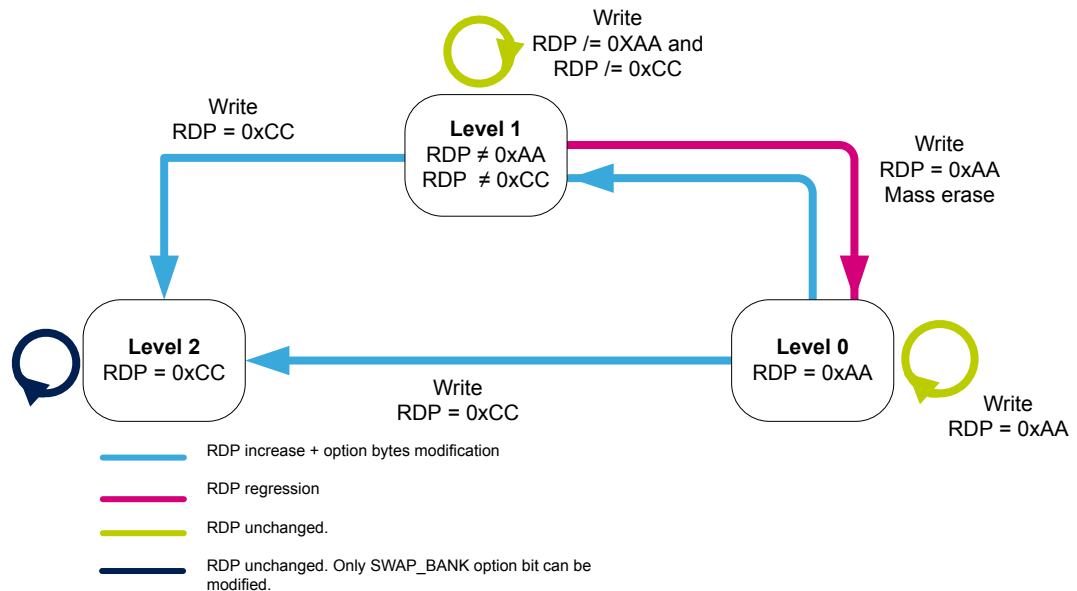 Write
RDP /= 0XAA and
RDP /= 0xCC
Write
RDP = 0xCC
Level 1
RDP ≠ 0xAA
RDP ≠ 0xCC
Write
RDP = 0xAA
Mass erase
Level 2
RDP = 0xCC
Write
RDP = 0xCC
Level 0
RDP = 0xAA
Write
RDP = 0xAA
RDP increase + option bytes modification
RDP regression
RDP unchanged.
RDP unchanged. Only SWAP_BANK option bit can be
modified.